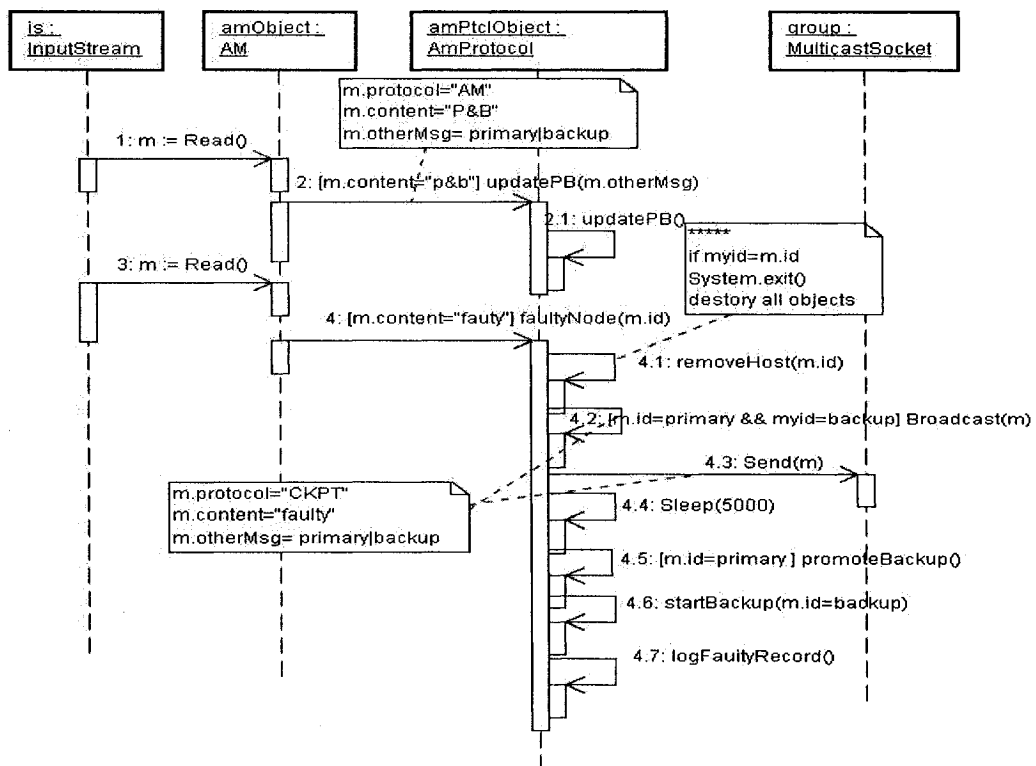 is :
InputStream
amObject :
AM
amPtclObject :
AmProtocol
group :
MulticastSocket
m.protocol="AM"
m.content="P&B"
m.otherMsg= primary|backup
1: m := Read()
2: [m.content="p&b"] updatePB(m.otherMsg)
2.1: updatePB()
*****
if myid=m.id
System.exit()
destory all objects
3: m := Read()
4: [m.content="fauty"] faultyNode(m.id)
4.1: removeHost(m.id)
4.2: [m.id=primary && myid=backup] Broadcast(m)
4.3: Send(m)
m.protocol="CKPT"
m.content="faulty"
m.otherMsg= primary|backup
4.4: Sleep(5000)
4.5: [m.id=primary ] promoteBackup()
4.6: startBackup(m.id=backup)
4.7: logFaultyRecord()